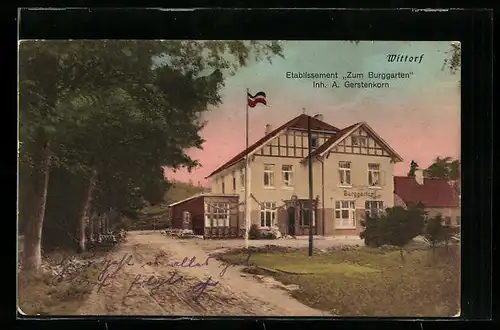 Wittorf
Etablissement „Zum Burggarten"
Inh. A. Gerstenkorn
Burggarten